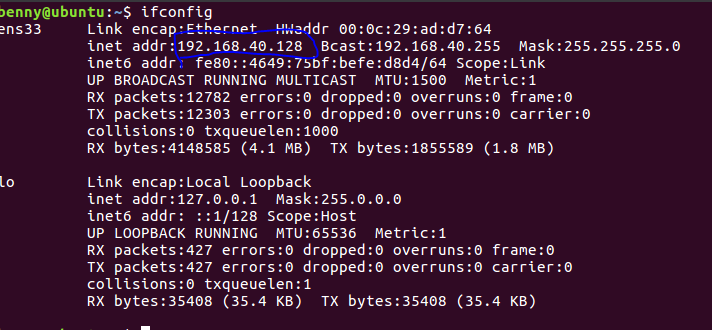 benny@ubuntu:~$ ifconfig
ens33 Link encap:Ethernet HWaddr 00:0c:29:ad:d7:64
inet addr:192.168.40.128 Bcast:192.168.40.255 Mask:255.255.255.0
inet6 addr: fe80::4649:75bf:befe:d8d4/64 Scope:Link
UP BROADCAST RUNNING MULTICAST MTU:1500 Metric:1
RX packets:12782 errors:0 dropped:0 overruns:0 frame:0
TX packets:12303 errors:0 dropped:0 overruns:0 carrier:0
collisions:0 txqueuelen:1000
RX bytes:4148585 (4.1 MB) TX bytes:1855589 (1.8 MB)
lo Link encap:Local Loopback
inet addr:127.0.0.1 Mask:255.0.0.0
inet6 addr: ::1/128 Scope:Host
UP LOOPBACK RUNNING MTU:65536 Metric:1
RX packets:427 errors:0 dropped:0 overruns:0 frame:0
TX packets:427 errors:0 dropped:0 overruns:0 carrier:0
collisions:0 txqueuelen:1
RX bytes:35408 (35.4 KB) TX bytes:35408 (35.4 KB)